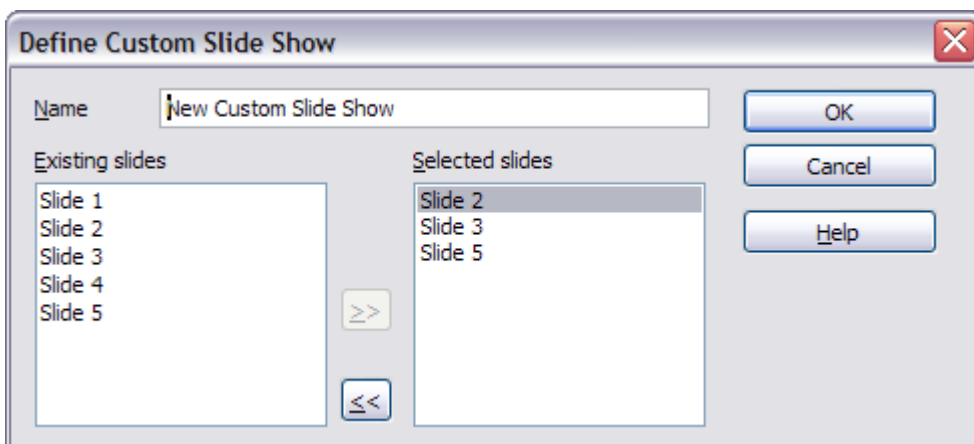 Define Custom Slide Show
Name
New Custom Slide Show
OK
Existing slides
Selected slides
Cancel
Slide 1
Slide 2
Slide 3
Slide 4
Slide 5
Slide 2
Slide 3
Slide 5
Help
>>
<<